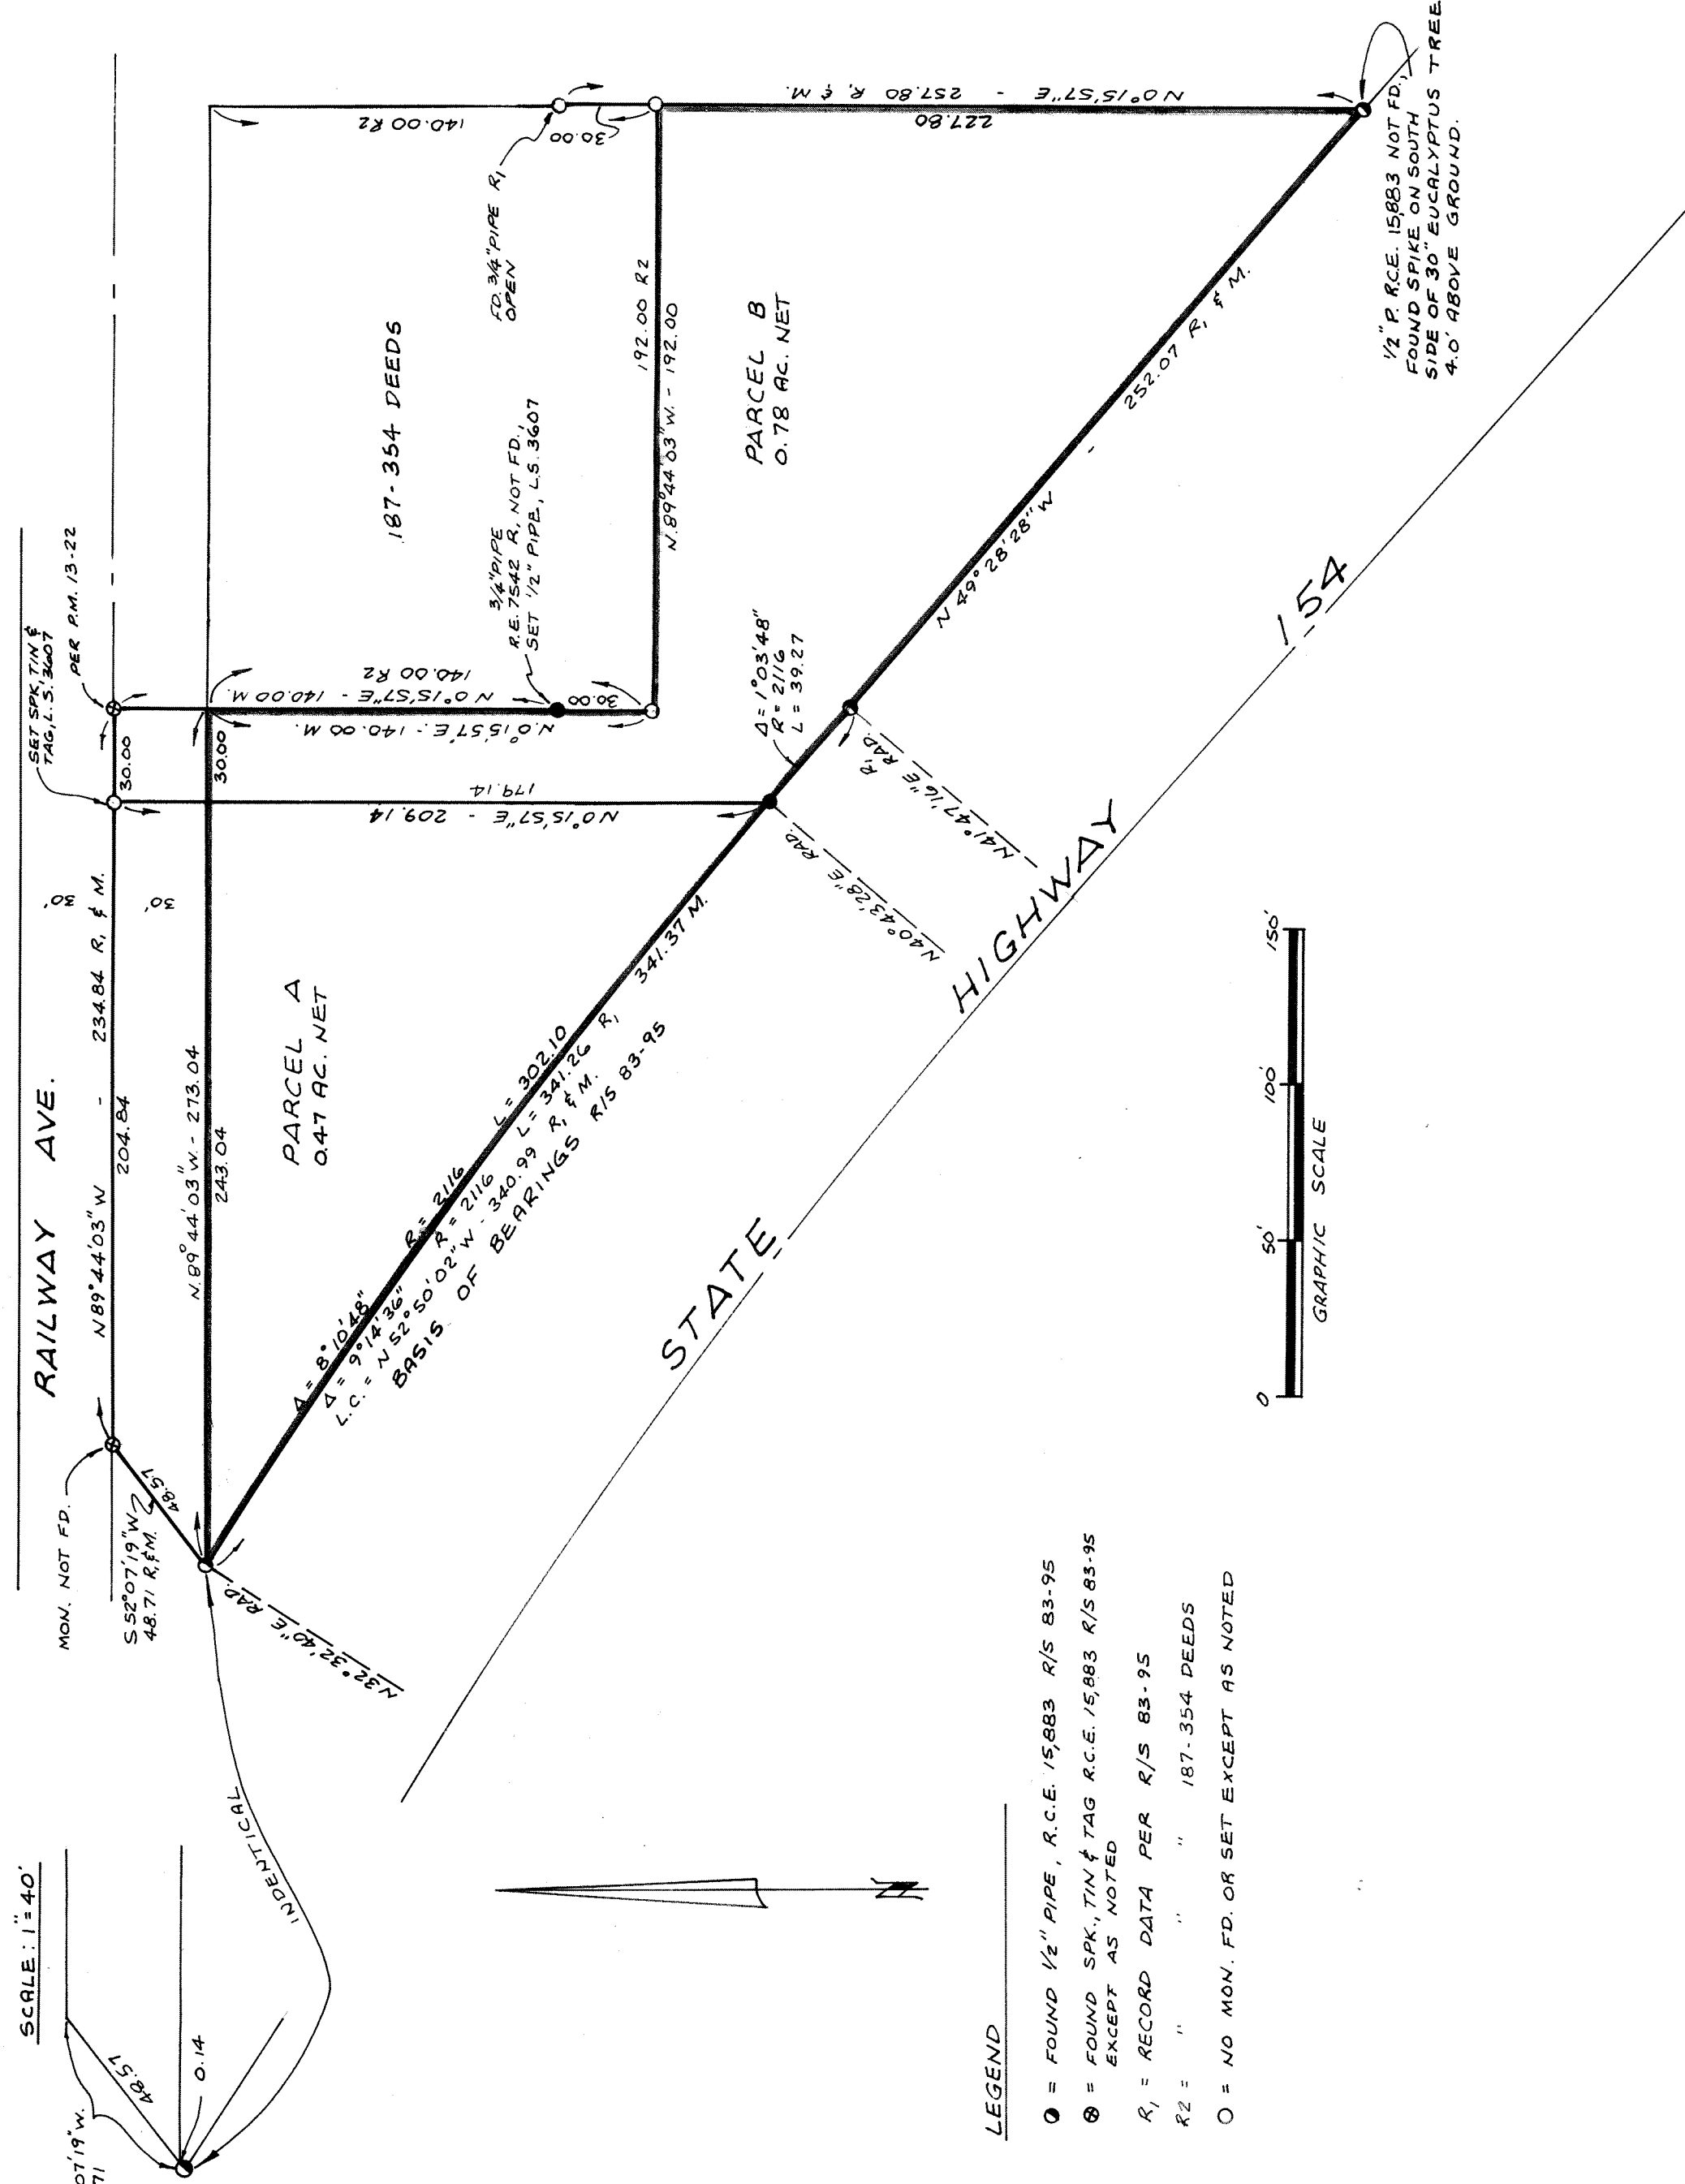 SCALE: 1"=40'
07'19"W.
71
48.57
0.14
INDENTICAL
RAILWAY AVE.
MON. NOT FD.
S 52°07'19"W
48.71 R, & M.
48.57
N89°44'03"W - 234.84 R, & M.
204.84
30'
30'
SET SPK, TIN &
TAG, L.S. 3607
PER P.M. 13-22
30.00
30.00
N.89°44'03"W - 273.04
243.04
PARCEL A
0.47 AC. NET
N32°32'40"E RAD.
Δ = 8°10'48" R = 2116 L = 302.10
Δ = 9°14'36" R = 2116 L = 341.26 R,
L.C. = N 52°50'02"W - 340.99 R, & M.
BASIS OF BEARINGS R/S 83-95
341.37 M.
N0°15'57"E - 209.14
179.14
N.0°15'57"E - 140.00 M.
N 0°15'57"E - 140.00 M
140.00 R2
30.00
187-354 DEEDS
3/4" PIPE
R.E. 7542 R, NOT FD.,
SET 1/2" PIPE, L.S. 3607
FD. 3/4" PIPE R,
OPEN
140.00 R2
30.00
192.00 R2
N.89°44'03"W. - 192.00
PARCEL B
0.78 AC. NET
N0°15'57"E - 257.80 R, & M.
227.80
Δ = 1°03'48"
R = 2116
L = 39.27
R,
N40°43'28"E RAD.
N41°47'16"E RAD.
N 49°28'28"W - 252.07 R, & M.
1/2" P. R.C.E. 15,883 NOT FD.,
FOUND SPIKE ON SOUTH
SIDE OF 30" EUCALYPTUS TREE
4.0' ABOVE GROUND.
STATE HIGHWAY 154
LEGEND
= FOUND 1/2" PIPE, R.C.E. 15,883 R/S 83-95
= FOUND SPK., TIN & TAG R.C.E. 15,883 R/S 83-95
EXCEPT AS NOTED
R, = RECORD DATA PER R/S 83-95
R2 = " " " 187-354 DEEDS
O = NO MON. FD. OR SET EXCEPT AS NOTED
0 50' 100' 150'
GRAPHIC SCALE
N